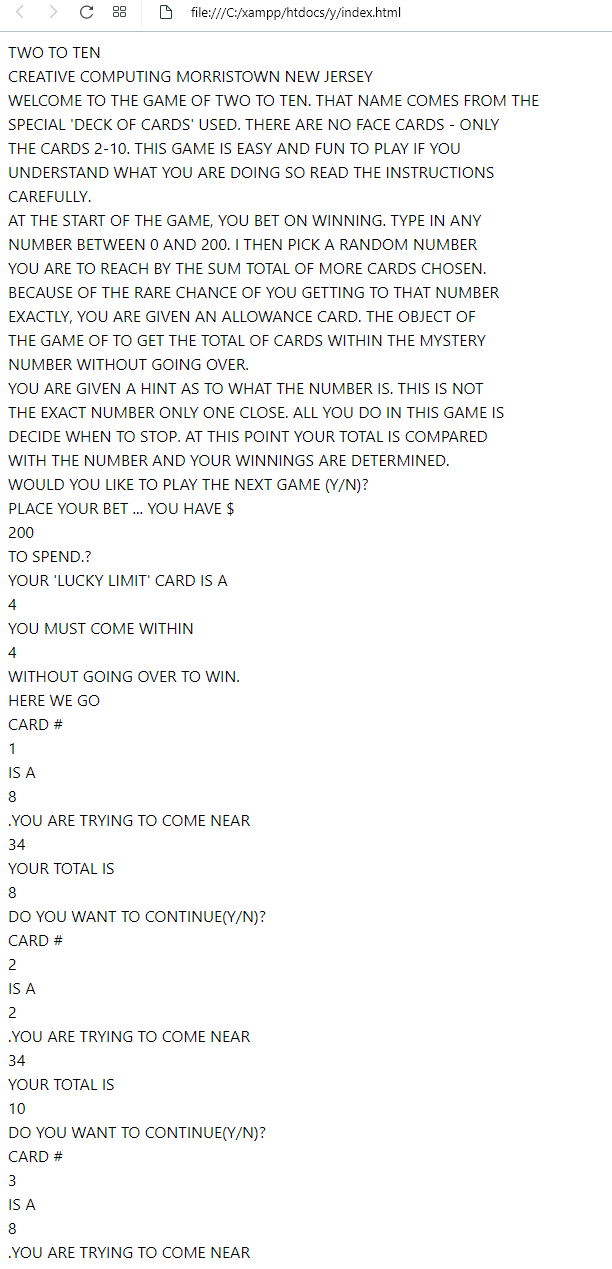 file:///C:/xampp/htdocs/y/index.html
TWO TO TEN
CREATIVE COMPUTING MORRISTOWN NEW JERSEY
WELCOME TO THE GAME OF TWO TO TEN. THAT NAME COMES FROM THE
SPECIAL 'DECK OF CARDS' USED. THERE ARE NO FACE CARDS - ONLY
THE CARDS 2-10. THIS GAME IS EASY AND FUN TO PLAY IF YOU
UNDERSTAND WHAT YOU ARE DOING SO READ THE INSTRUCTIONS
CAREFULLY.
AT THE START OF THE GAME, YOU BET ON WINNING. TYPE IN ANY
NUMBER BETWEEN 0 AND 200. I THEN PICK A RANDOM NUMBER
YOU ARE TO REACH BY THE SUM TOTAL OF MORE CARDS CHOSEN.
BECAUSE OF THE RARE CHANCE OF YOU GETTING TO THAT NUMBER
EXACTLY, YOU ARE GIVEN AN ALLOWANCE CARD. THE OBJECT OF
THE GAME OF TO GET THE TOTAL OF CARDS WITHIN THE MYSTERY
NUMBER WITHOUT GOING OVER.
YOU ARE GIVEN A HINT AS TO WHAT THE NUMBER IS. THIS IS NOT
THE EXACT NUMBER ONLY ONE CLOSE. ALL YOU DO IN THIS GAME IS
DECIDE WHEN TO STOP. AT THIS POINT YOUR TOTAL IS COMPARED
WITH THE NUMBER AND YOUR WINNINGS ARE DETERMINED.
WOULD YOU LIKE TO PLAY THE NEXT GAME (Y/N)?
PLACE YOUR BET ... YOU HAVE $
200
TO SPEND.?
YOUR 'LUCKY LIMIT' CARD IS A
4
YOU MUST COME WITHIN
4
WITHOUT GOING OVER TO WIN.
HERE WE GO
CARD #
1
IS A
8
.YOU ARE TRYING TO COME NEAR
34
YOUR TOTAL IS
8
DO YOU WANT TO CONTINUE(Y/N)?
CARD #
2
IS A
2
.YOU ARE TRYING TO COME NEAR
34
YOUR TOTAL IS
10
DO YOU WANT TO CONTINUE(Y/N)?
CARD #
3
IS A
8
.YOU ARE TRYING TO COME NEAR